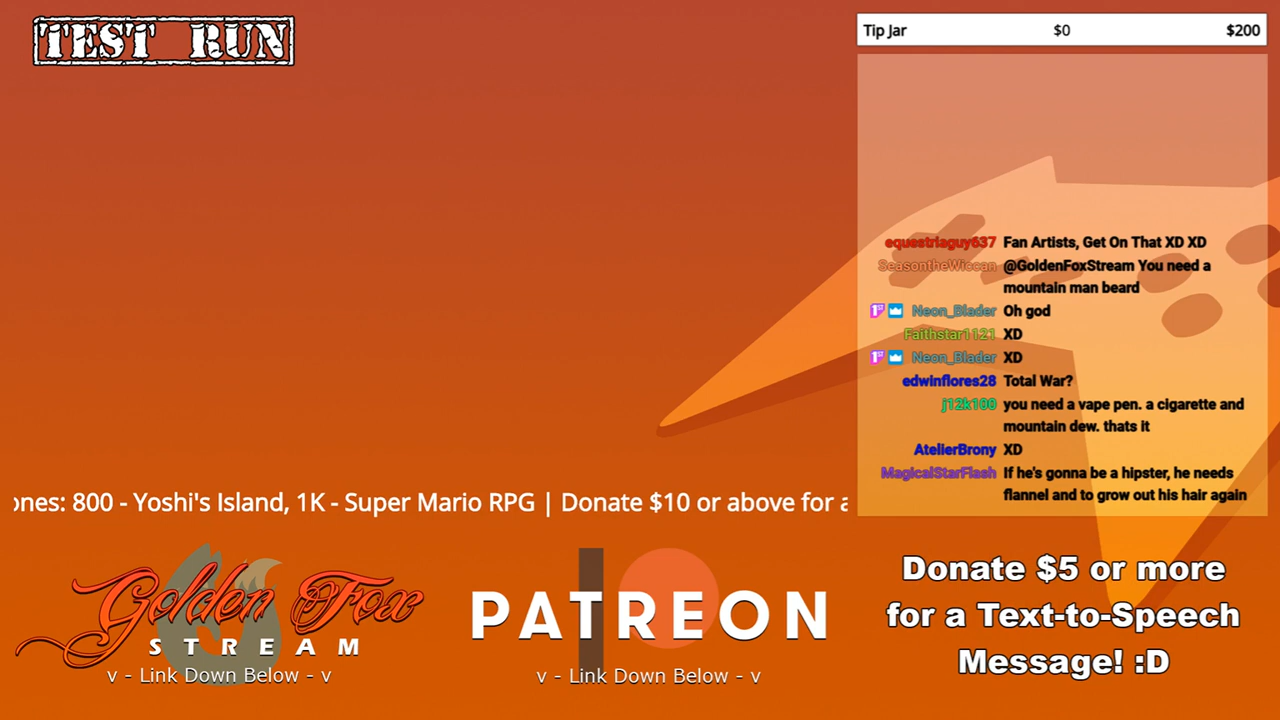 TEST RUN
Tip Jar $0 $200
equestriaguy637 Fan Artists, Get On That XD XD
SeasontheWiccan @GoldenFoxStream You need a
mountain man beard
Neon_Blader Oh god
Faithstar1121 XD
Neon_Blader XD
edwinflores28 Total War?
j12k100 you need a vape pen. a cigarette and
mountain dew. thats it
AtelierBrony XD
MagicalStarFlash If he's gonna be a hipster, he needs
flannel and to grow out his hair again
ones: 800 - Yoshi's Island, 1K - Super Mario RPG | Donate $10 or above for a
Golden Fox
STREAM
v - Link Down Below - v
PATREON
v - Link Down Below - v
Donate $5 or more
for a Text-to-Speech
Message! :D